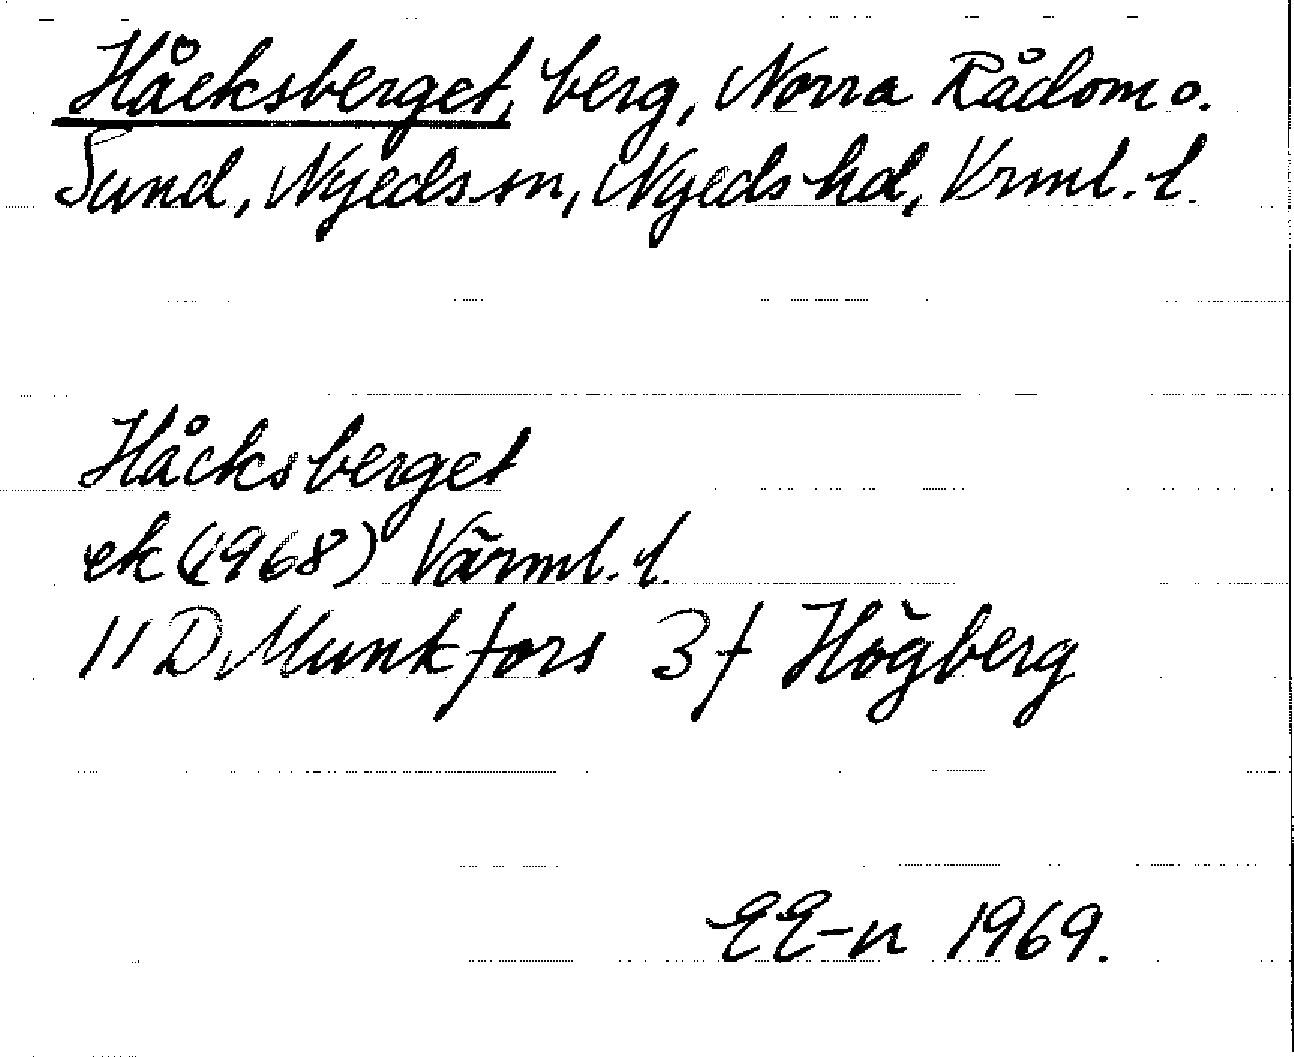 Håcksberget, berg, Norra Rådom o.
Sund, Nyeds sn, Nyeds hd, Vrml. l.
Håcksberget
ek (1968) Värml. l.
11 D Munkfors 3 f Högberg
EE-n 1969.